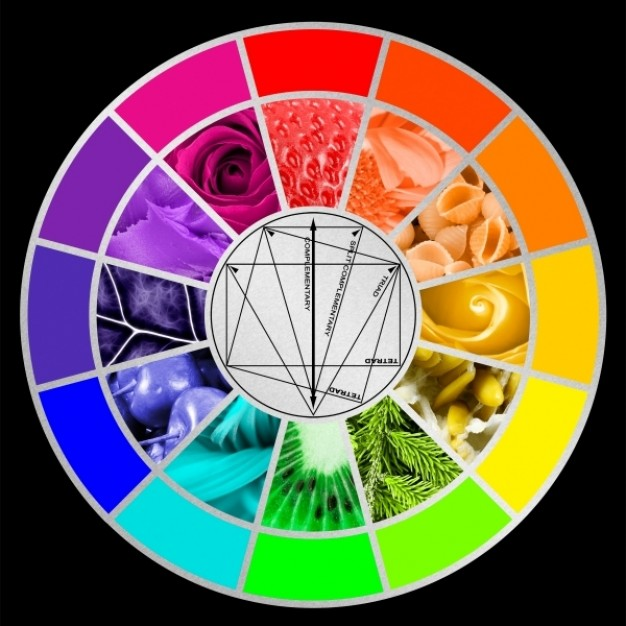 COMPLEMENTARY
SPLIT-COMPLEMENTARY
TRIAD
TETRAD
TETRAD